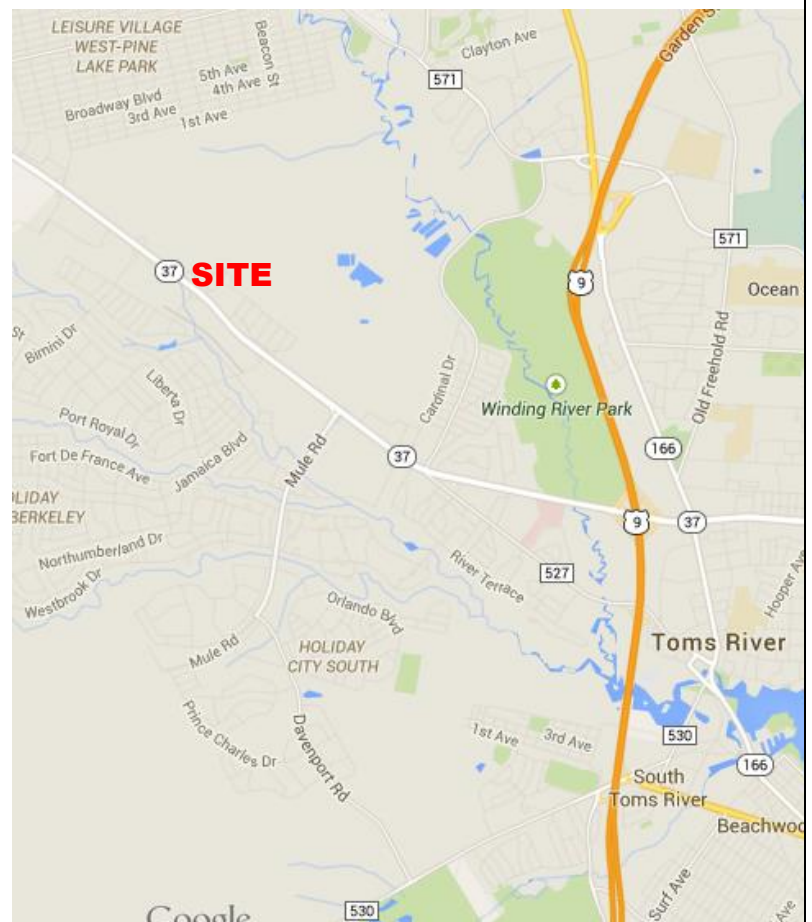 LEISURE VILLAGE
WEST-PINE
LAKE PARK
Beacon St
Clayton Ave
571
5th Ave
4th Ave
Broadway Blvd
3rd Ave
1st Ave
37
SITE
9
571
Ocean
Old Freehold Rd
Bimini Dr
Liberta Dr
Cardinal Dr
Winding River Park
Port Royal Dr
Fort De France Ave
Jamaica Blvd
Mule Rd
37
166
9
37
Northumberland Dr
River Terrace
527
Westbrook Dr
Orlando Blvd
Mule Rd
HOLIDAY
CITY SOUTH
Toms River
Prince Charles Dr
Davenport Rd
1st Ave
3rd Ave
530
166
South
Toms River
Surf Ave
530
Google